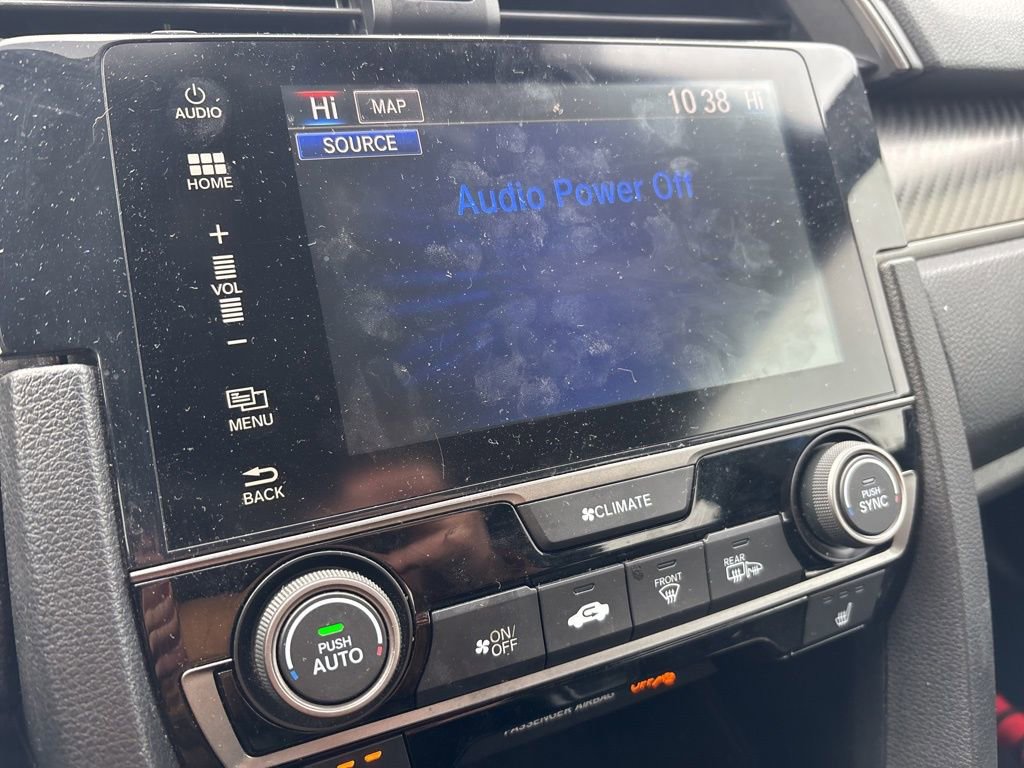 AUDIO
Hi MAP 10 38 Hi
SOURCE
Audio Power Off
HOME
+
VOL
-
MENU
BACK
CLIMATE
PUSH
SYNC
PUSH
AUTO
ON/
OFF
FRONT
REAR
PASSENGER AIRBAG OFF